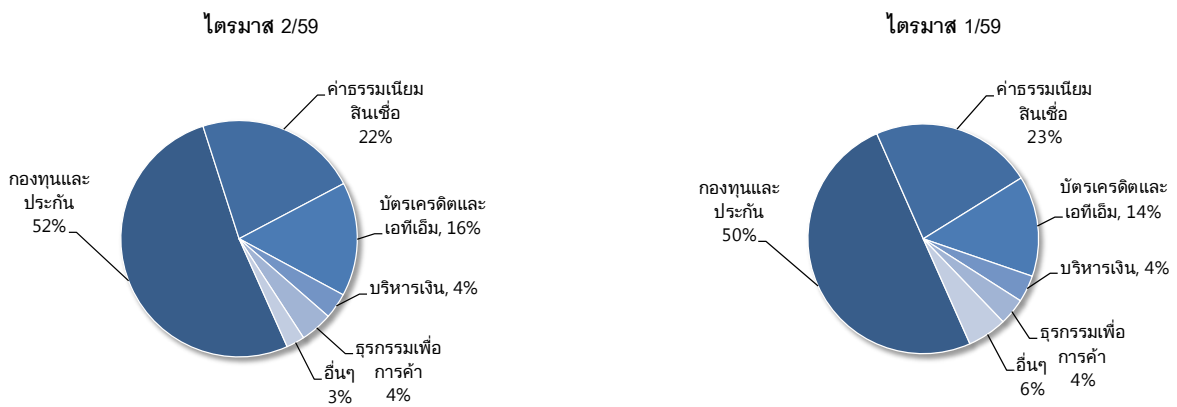 ไตรมาส 2/59
ค่าธรรมเนียม
สินเชื่อ
22%
กองทุนและ
ประกัน
52%
บัตรเครดิตและ
เอทีเอ็ม, 16%
บริหารเงิน, 4%
ธุรกรรมเพื่อ
การค้า
4%
อื่นๆ
3%
ไตรมาส 1/59
ค่าธรรมเนียม
สินเชื่อ
23%
กองทุนและ
ประกัน
50%
บัตรเครดิตและ
เอทีเอ็ม, 14%
บริหารเงิน, 4%
ธุรกรรมเพื่อ
การค้า
4%
อื่นๆ
6%